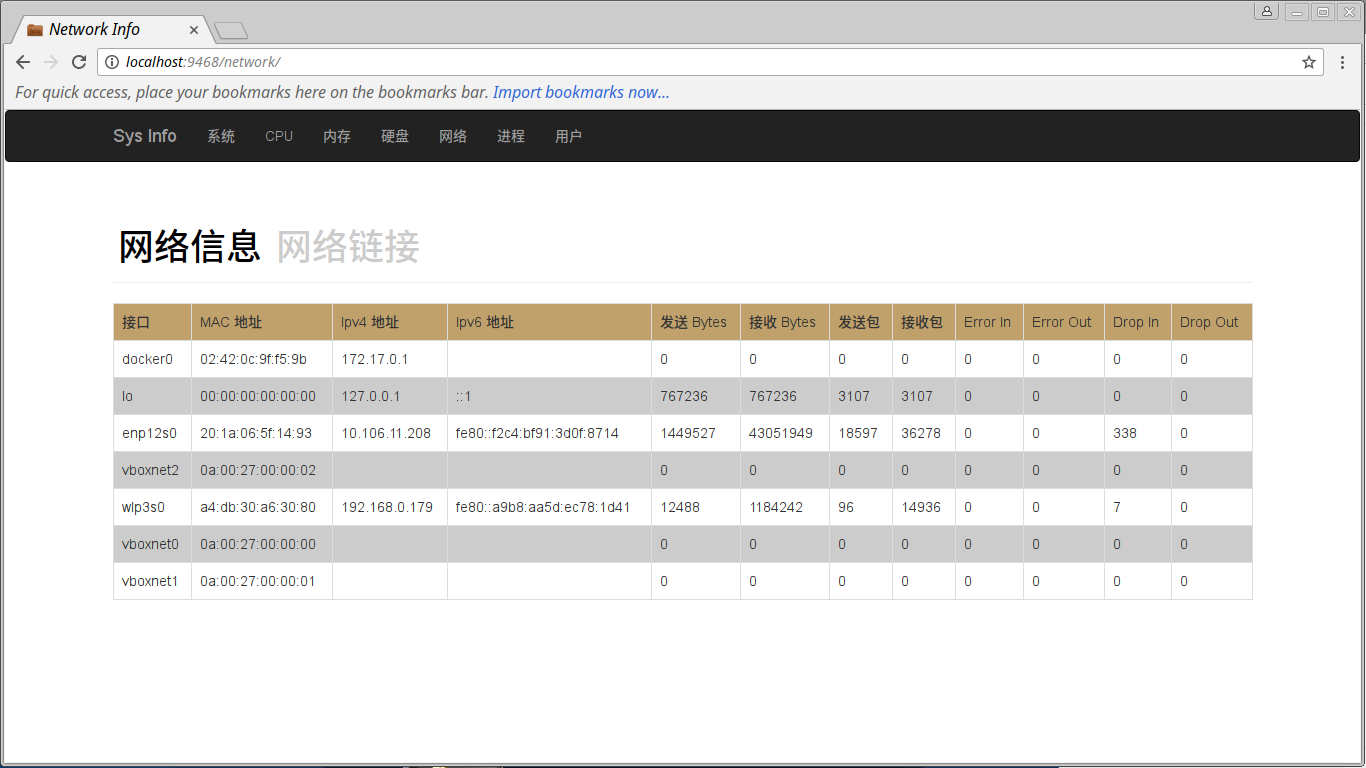 Network Info
localhost:9468/network/
For quick access, place your bookmarks here on the bookmarks bar. Import bookmarks now...
Sys Info 系统 CPU 内存 硬盘 网络 进程 用户
网络信息 网络链接
接口 MAC 地址 Ipv4 地址 Ipv6 地址 发送 Bytes 接收 Bytes 发送包 接收包 Error In Error Out Drop In Drop Out
docker0 02:42:0c:9f:f5:9b 172.17.0.1 0 0 0 0 0 0 0 0
lo 00:00:00:00:00:00 127.0.0.1 ::1 767236 767236 3107 3107 0 0 0 0
enp12s0 20:1a:06:5f:14:93 10.106.11.208 fe80::f2c4:bf91:3d0f:8714 1449527 43051949 18597 36278 0 0 338 0
vboxnet2 0a:00:27:00:00:02 0 0 0 0 0 0 0 0
wlp3s0 a4:db:30:a6:30:80 192.168.0.179 fe80::a9b8:aa5d:ec78:1d41 12488 1184242 96 14936 0 0 7 0
vboxnet0 0a:00:27:00:00:00 0 0 0 0 0 0 0 0
vboxnet1 0a:00:27:00:00:01 0 0 0 0 0 0 0 0